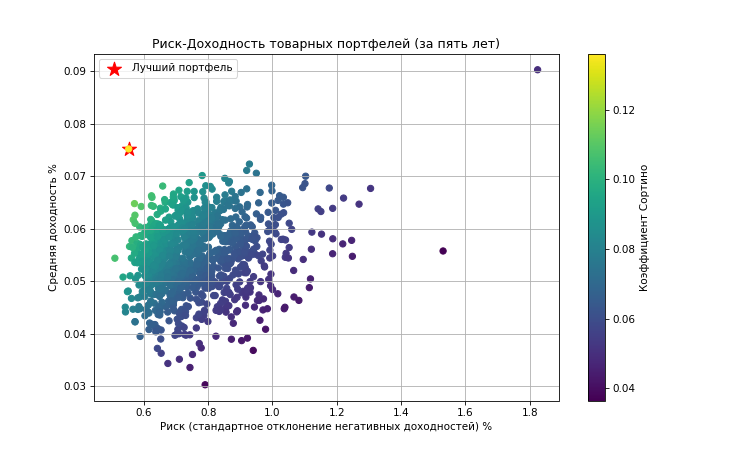 Риск-Доходность товарных портфелей (за пять лет)
Лучший портфель
Средняя доходность %
0.09
0.08
0.07
0.06
0.05
0.04
0.03
0.6 0.8 1.0 1.2 1.4 1.6 1.8
Риск (стандартное отклонение негативных доходностей) %
0.12
0.10
0.08
0.06
0.04
Коэффициент Сортино